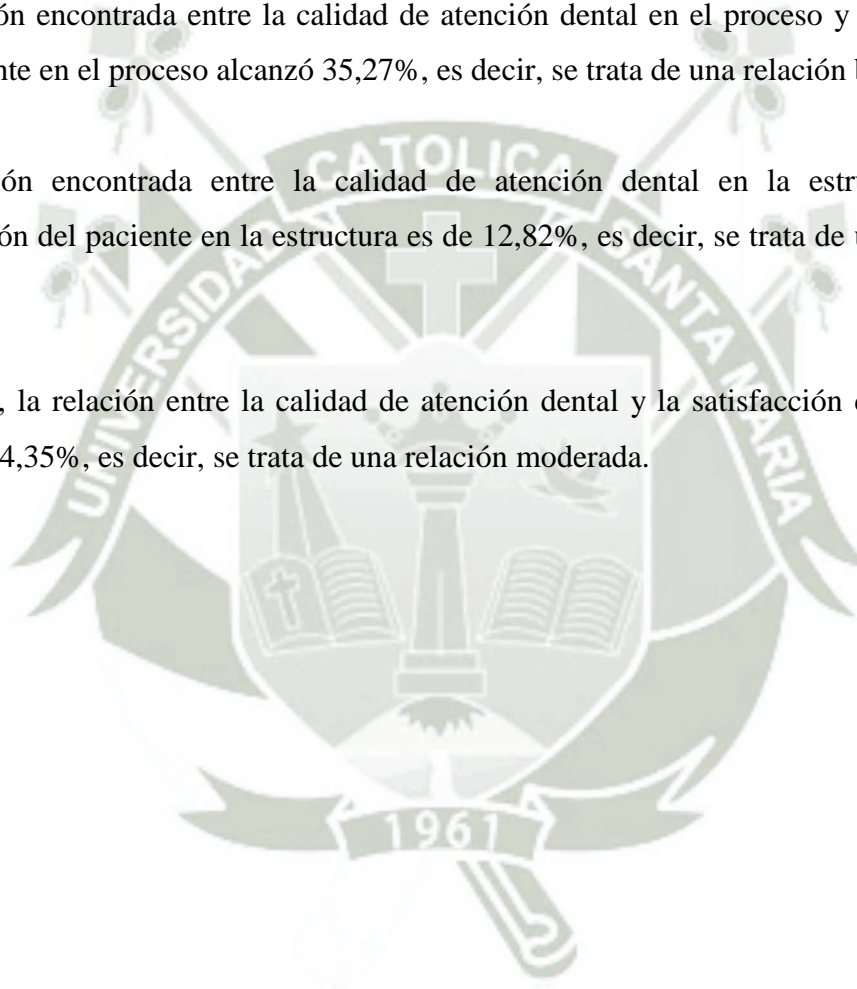 ón encontrada entre la calidad de atención dental en el proceso y
nte en el proceso alcanzó 35,27%, es decir, se trata de una relación
ión encontrada entre la calidad de atención dental en la estr
ón del paciente en la estructura es de 12,82%, es decir, se trata de
, la relación entre la calidad de atención dental y la satisfacción
4,35%, es decir, se trata de una relación moderada.
UNIVERSIDAD CATOLICA SANTA MARIA
1961